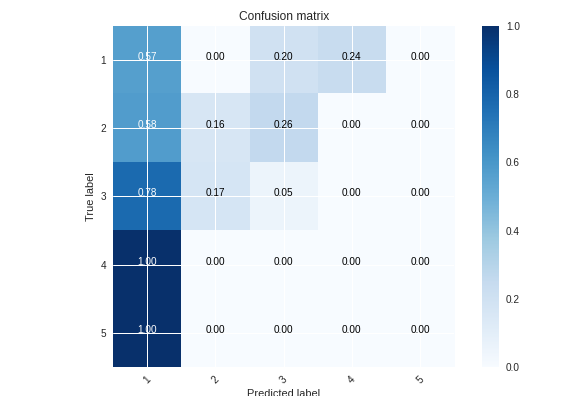 Confusion matrix
1.0
1 0.57 0.00 0.20 0.24 0.00
0.8
2 0.58 0.16 0.26 0.00 0.00
0.6
True label
3 0.78 0.17 0.05 0.00 0.00
0.4
4 1.00 0.00 0.00 0.00 0.00
0.2
5 1.00 0.00 0.00 0.00 0.00
0.0
1 2 3 4 5
Predicted label